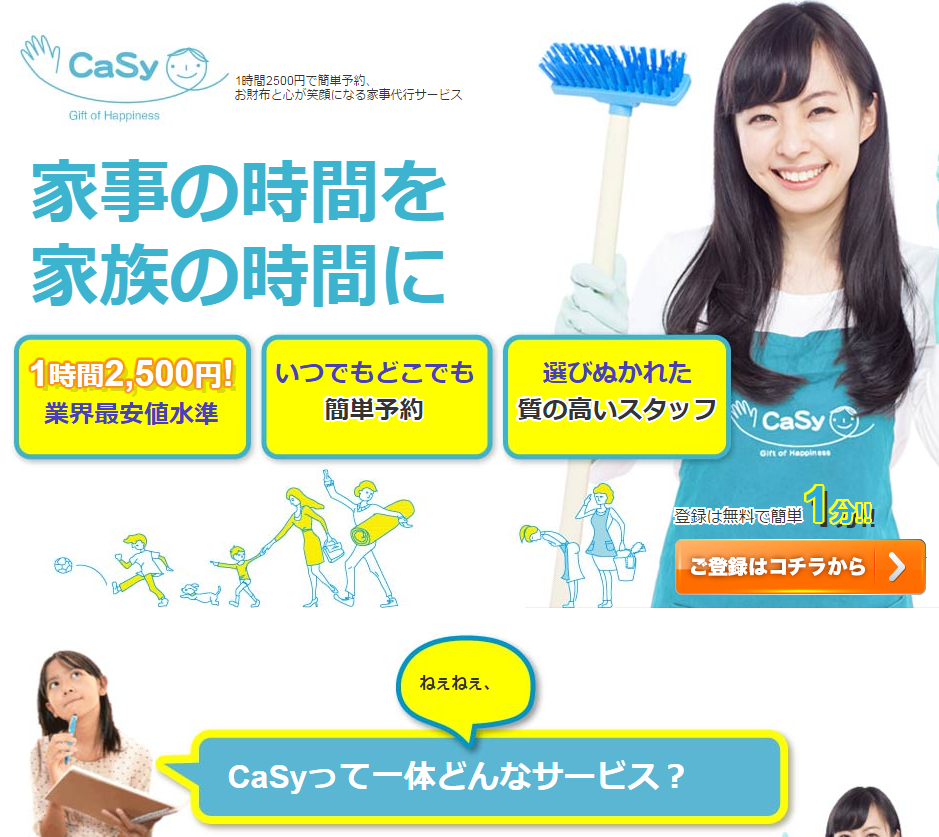 CaSy
Gift of Happiness
1時間2500円で簡単予約、
お財布と心が笑顔になる家事代行サービス
家事の時間を
家族の時間に
1時間2,500円!
業界最安値水準
いつでもどこでも
簡単予約
選びぬかれた
質の高いスタッフ
CaSy
Gift of Happiness
登録は無料で簡単1分!!
ご登録はコチラから
ねぇねぇ、
CaSyって一体どんなサービス？